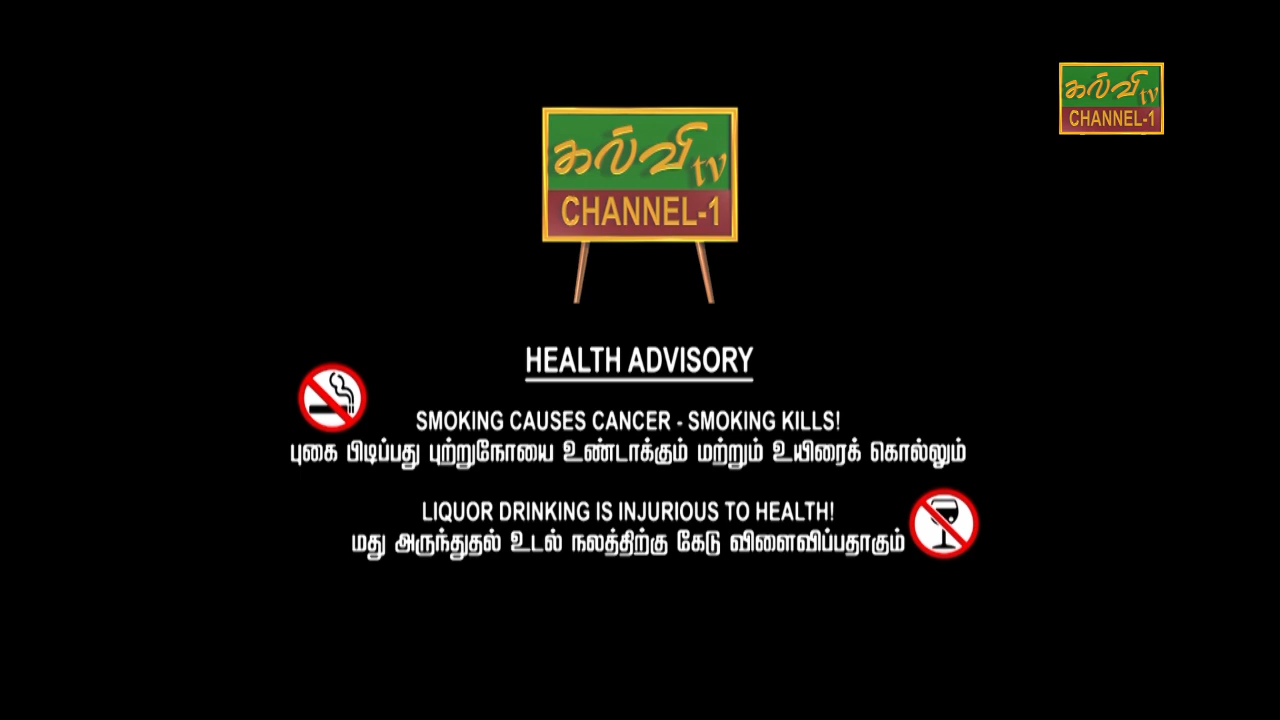 கல்வி tv
CHANNEL-1
கல்வி tv
CHANNEL-1
HEALTH ADVISORY
SMOKING CAUSES CANCER - SMOKING KILLS!
புகை பிடிப்பது புற்றுநோயை உண்டாக்கும் மற்றும் உயிரைக் கொல்லும்
LIQUOR DRINKING IS INJURIOUS TO HEALTH!
மது அருந்துதல் உடல் நலத்திற்கு கேடு விளைவிப்பதாகும்